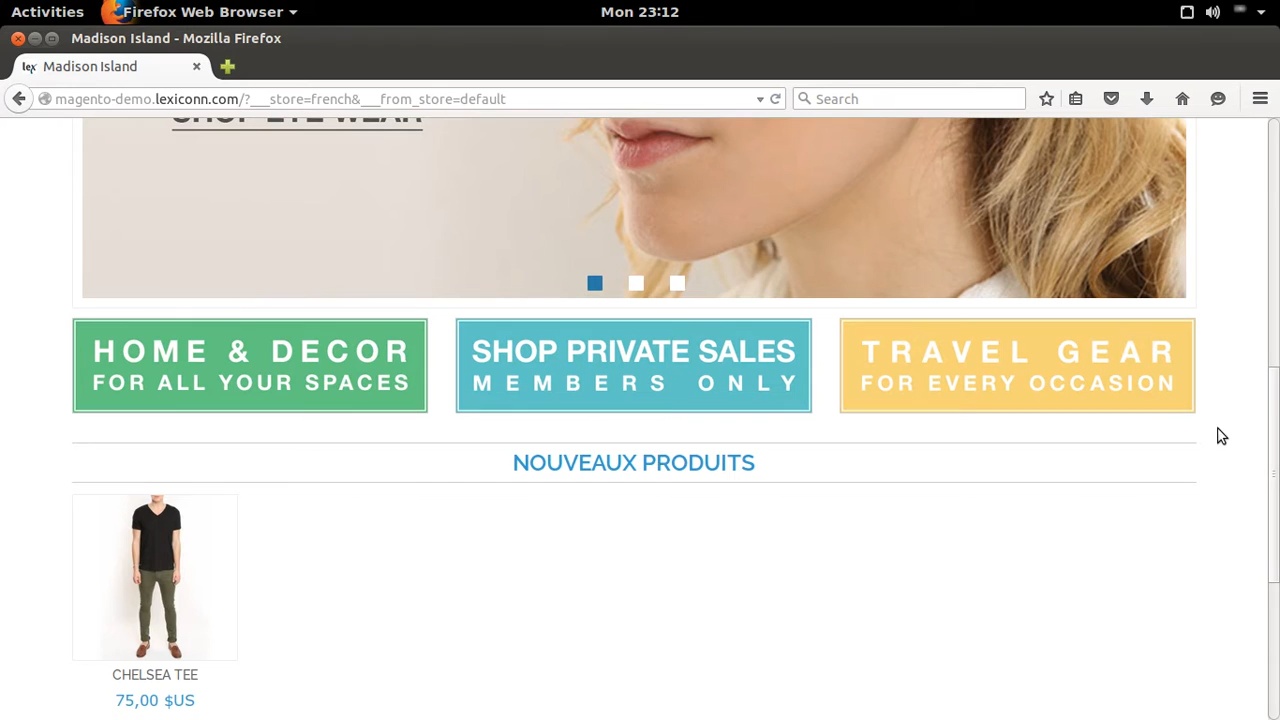 Activities Firefox Web Browser Mon 23:12
Madison Island - Mozilla Firefox
lex Madison Island
magento-demo.lexiconn.com/?___store=french&___from_store=default Search
SHOP EYE WEAR
HOME & DECOR
FOR ALL YOUR SPACES
SHOP PRIVATE SALES
MEMBERS ONLY
TRAVEL GEAR
FOR EVERY OCCASION
NOUVEAUX PRODUITS
CHELSEA TEE
75,00 $US